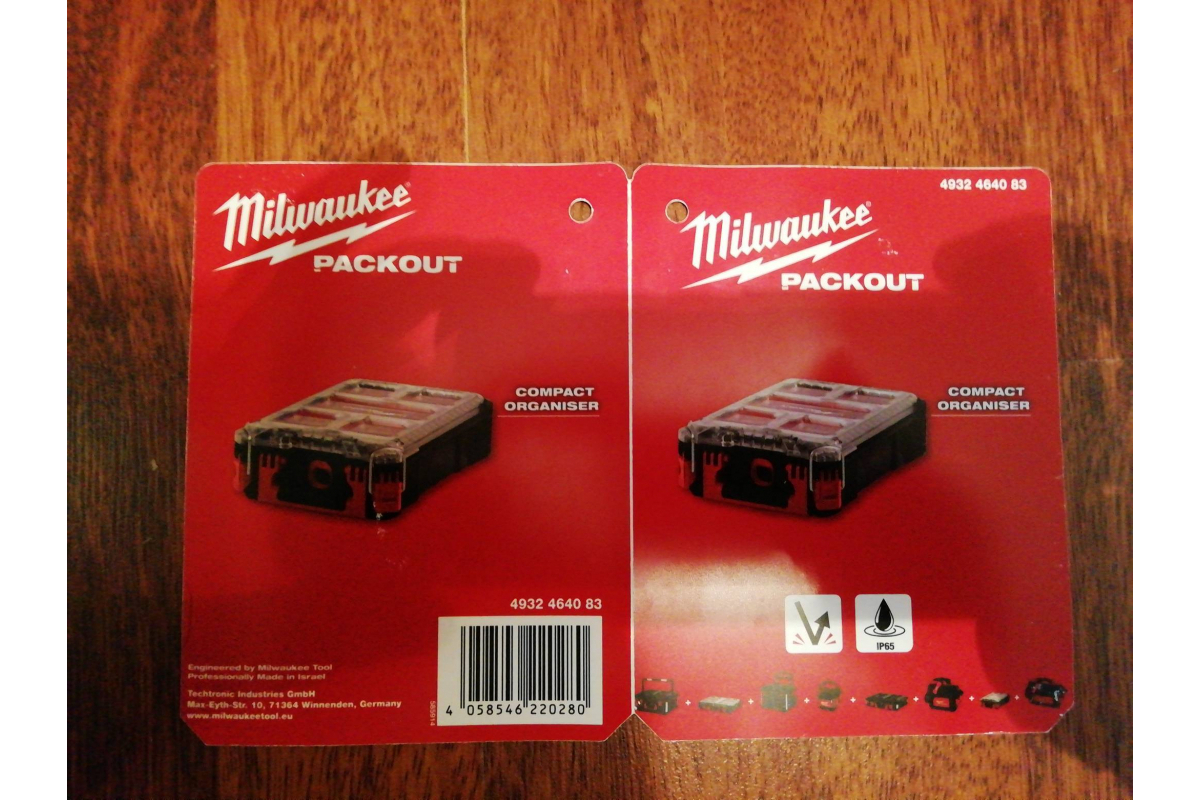 Milwaukee®
PACKOUT
COMPACT
ORGANISER
4932 4640 83
Engineered by Milwaukee Tool
Professionally Made in Israel
Techtronic Industries GmbH
Max-Eyth-Str. 10, 71364 Winnenden, Germany
www.milwaukeetool.eu
4 058546 220280
4932 4640 83
Milwaukee®
PACKOUT
COMPACT
ORGANISER
IP65
+ + + + + + +